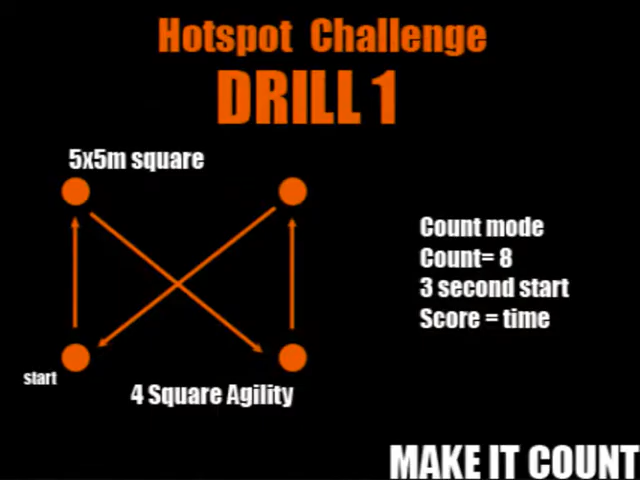 Hotspot Challenge
DRILL 1
5x5m square
Count mode
Count= 8
3 second start
Score = time
start
4 Square Agility
MAKE IT COUNT